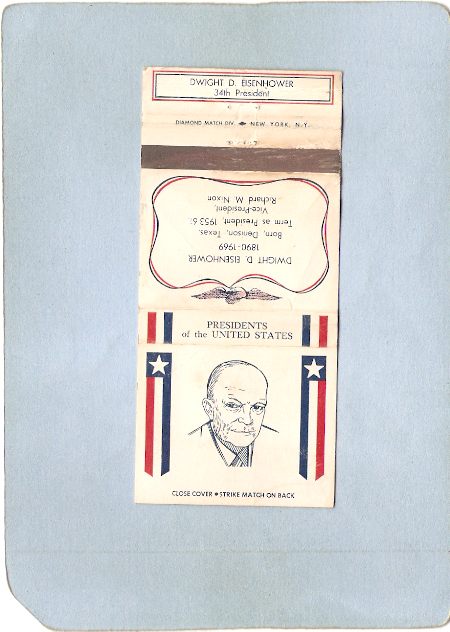 DWIGHT D. EISENHOWER
34th President
DIAMOND MATCH DIV. NEW YORK, N.Y.
DWIGHT D. EISENHOWER
1890-1969
Born, Denison, Texas.
Term as President, 1953-6
Vice-President,
Richard M. Nixon
PRESIDENTS
of the UNITED STATES
CLOSE COVER • STRIKE MATCH ON BACK